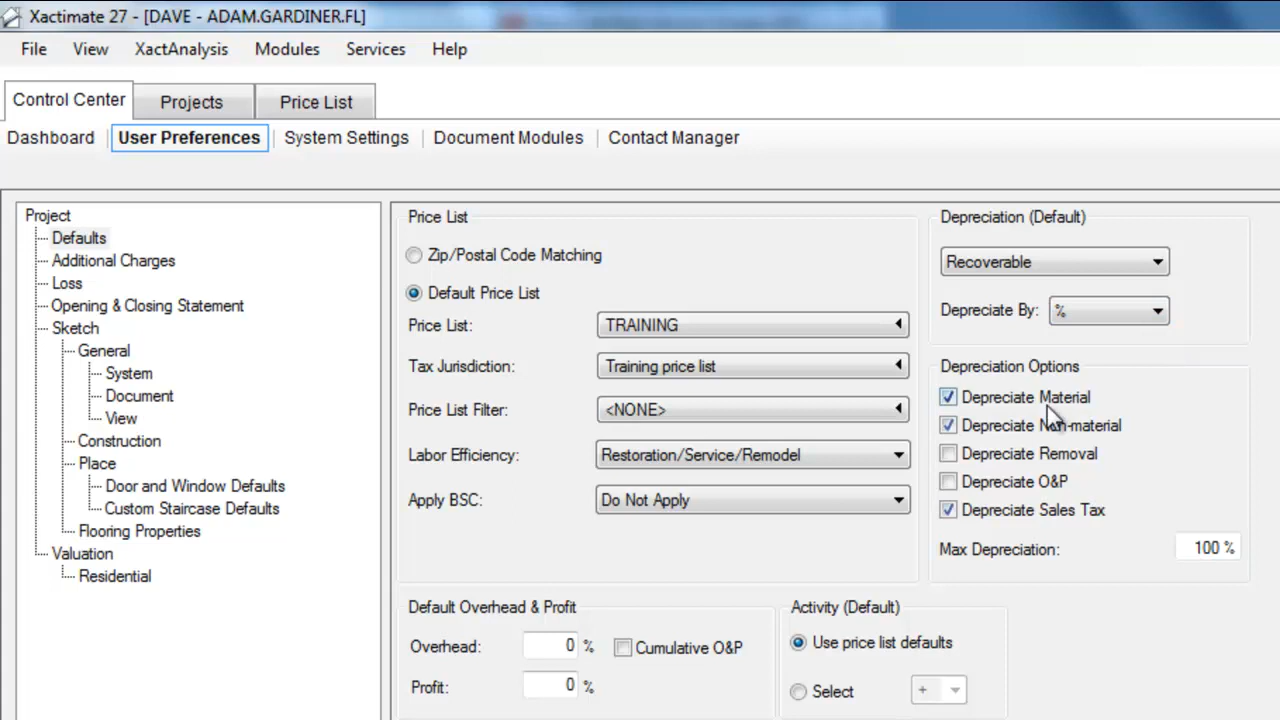 Xactimate 27 - [DAVE - ADAM.GARDINER.FL]
File View XactAnalysis Modules Services Help
Control Center Projects Price List
Dashboard User Preferences System Settings Document Modules Contact Manager
Project
Defaults
Additional Charges
Loss
Opening & Closing Statement
Sketch
General
System
Document
View
Construction
Place
Door and Window Defaults
Custom Staircase Defaults
Flooring Properties
Valuation
Residential
Price List
Zip/Postal Code Matching
Default Price List
Price List: TRAINING
Tax Jurisdiction: Training price list
Price List Filter: <NONE>
Labor Efficiency: Restoration/Service/Remodel
Apply BSC: Do Not Apply
Depreciation (Default)
Recoverable
Depreciate By: %
Depreciation Options
Depreciate Material
Depreciate Non-material
Depreciate Removal
Depreciate O&P
Depreciate Sales Tax
Max Depreciation: 100 %
Default Overhead & Profit
Overhead: 0 % Cumulative O&P
Profit: 0 %
Activity (Default)
Use price list defaults
Select +